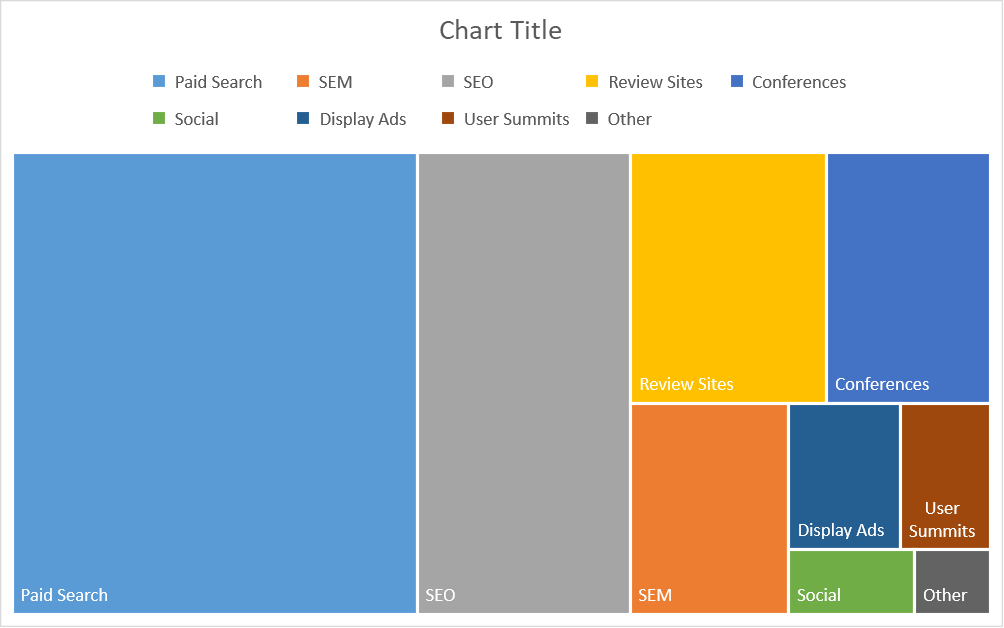 Chart Title
Paid Search SEM SEO Review Sites Conferences
Social Display Ads User Summits Other
Review Sites
Conferences
User
Display Ads
Summits
Paid Search
SEO
SEM
Social
Other